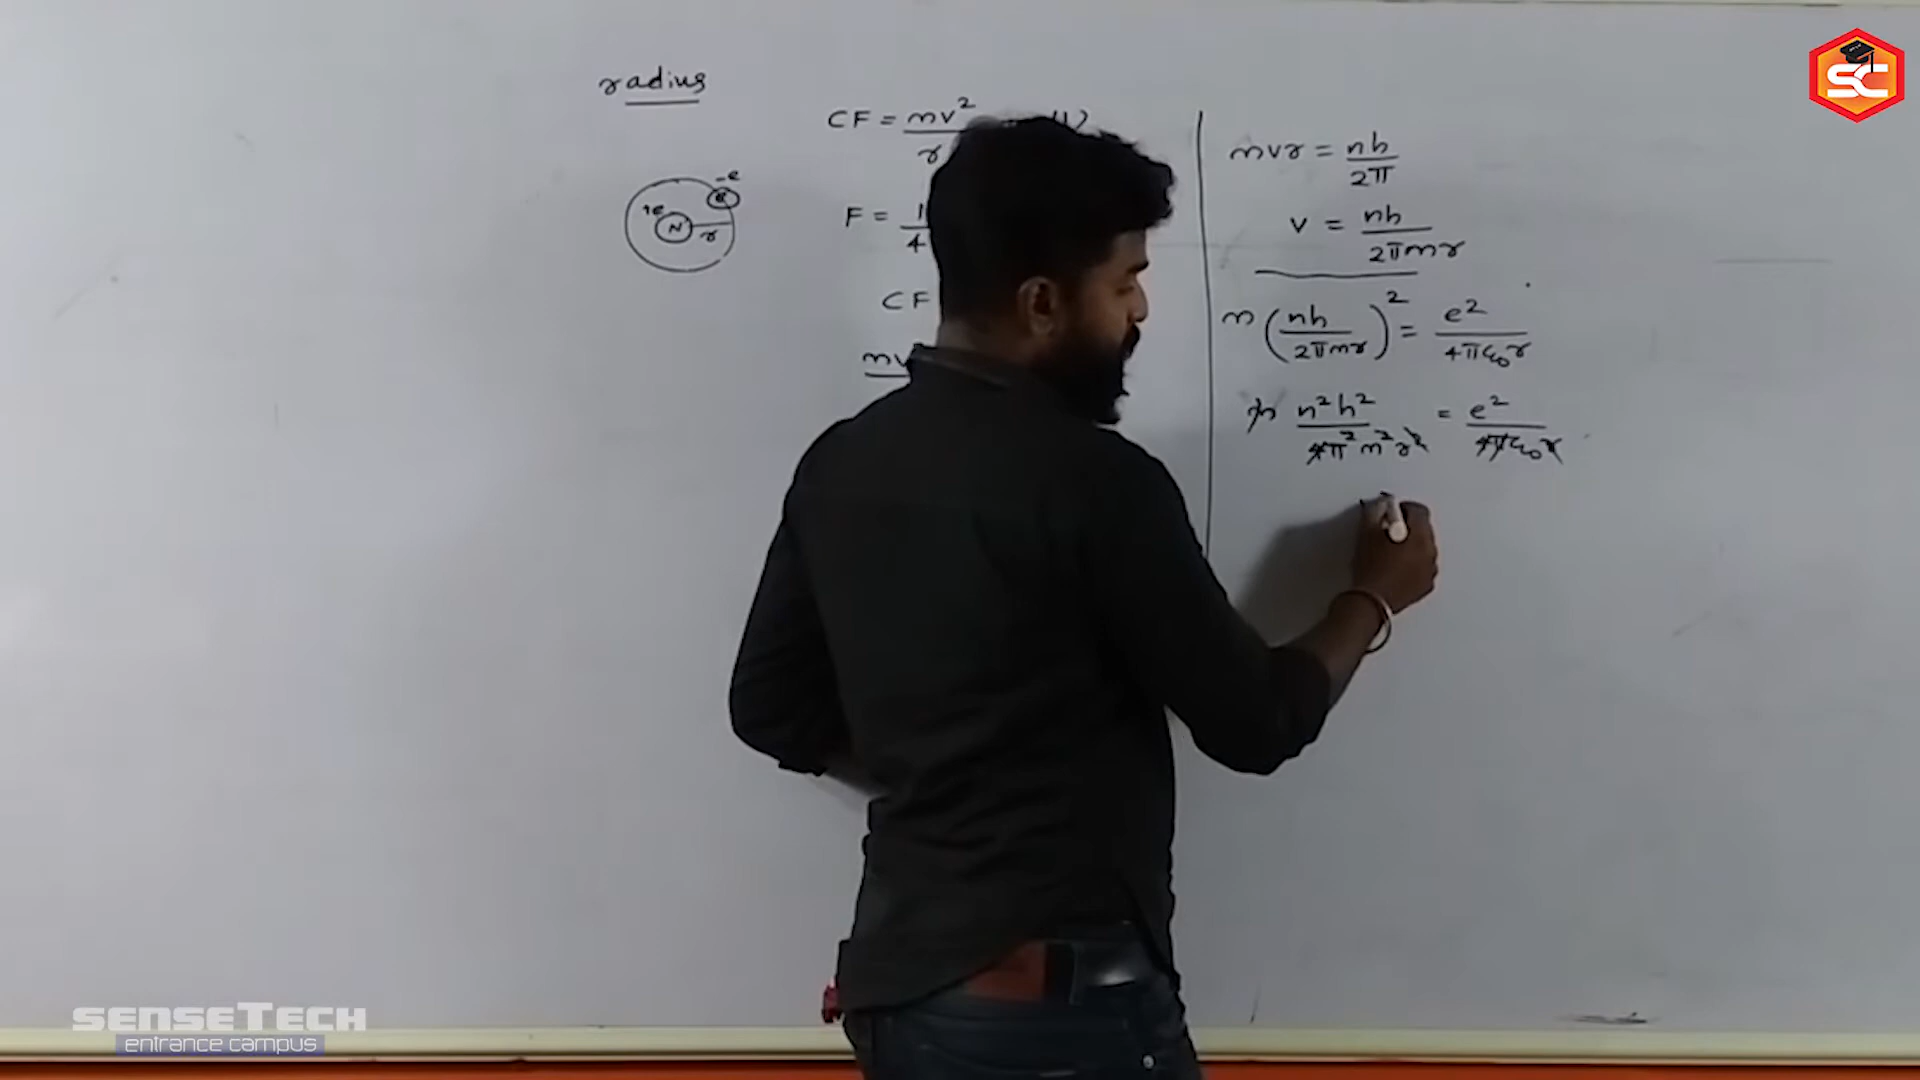 radius
CF = mv²/r (1)
-e
e
+e
N
r
F = 1/4
CF
mv
mvr = nh/2π
v = nh/2πmr
m (nh/2πmr)² = e²/4πε₀r
m n²h²/4π²m²r² = e²/4πε₀r
SC
SENSETECH
entrance campus